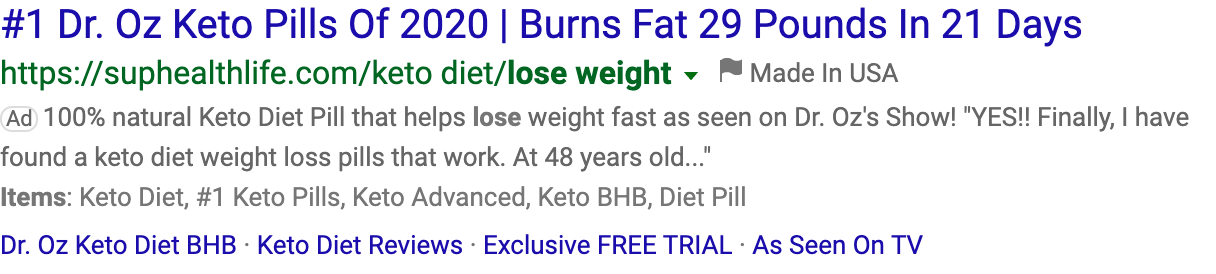 #1 Dr. Oz Keto Pills Of 2020 | Burns Fat 29 Pounds In 21 Days
https://suphealthlife.com/keto diet/lose weight Made In USA
Ad 100% natural Keto Diet Pill that helps lose weight fast as seen on Dr. Oz's Show! "YES!! Finally, I have
found a keto diet weight loss pills that work. At 48 years old..."
Items: Keto Diet, #1 Keto Pills, Keto Advanced, Keto BHB, Diet Pill
Dr. Oz Keto Diet BHB · Keto Diet Reviews · Exclusive FREE TRIAL · As Seen On TV